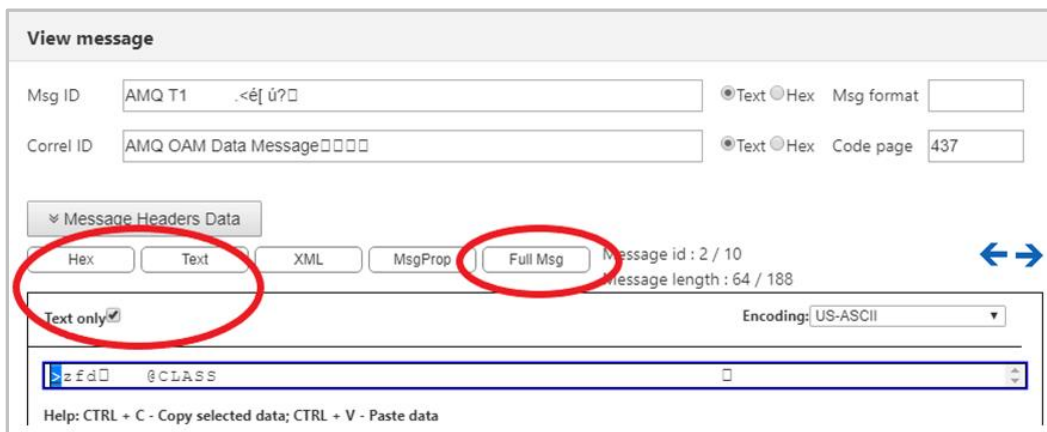 View message
Msg ID AMQ T1 .<é[ ú?□ Text Hex Msg format
Correl ID AMQ OAM Data Message□□□□ Text Hex Code page 437
Message Headers Data
Hex Text XML MsgProp Full Msg Message id : 2 / 10
Message length : 64 / 188
Text only Encoding: US-ASCII
>zfd□ @CLASS □
Help: CTRL + C - Copy selected data; CTRL + V - Paste data